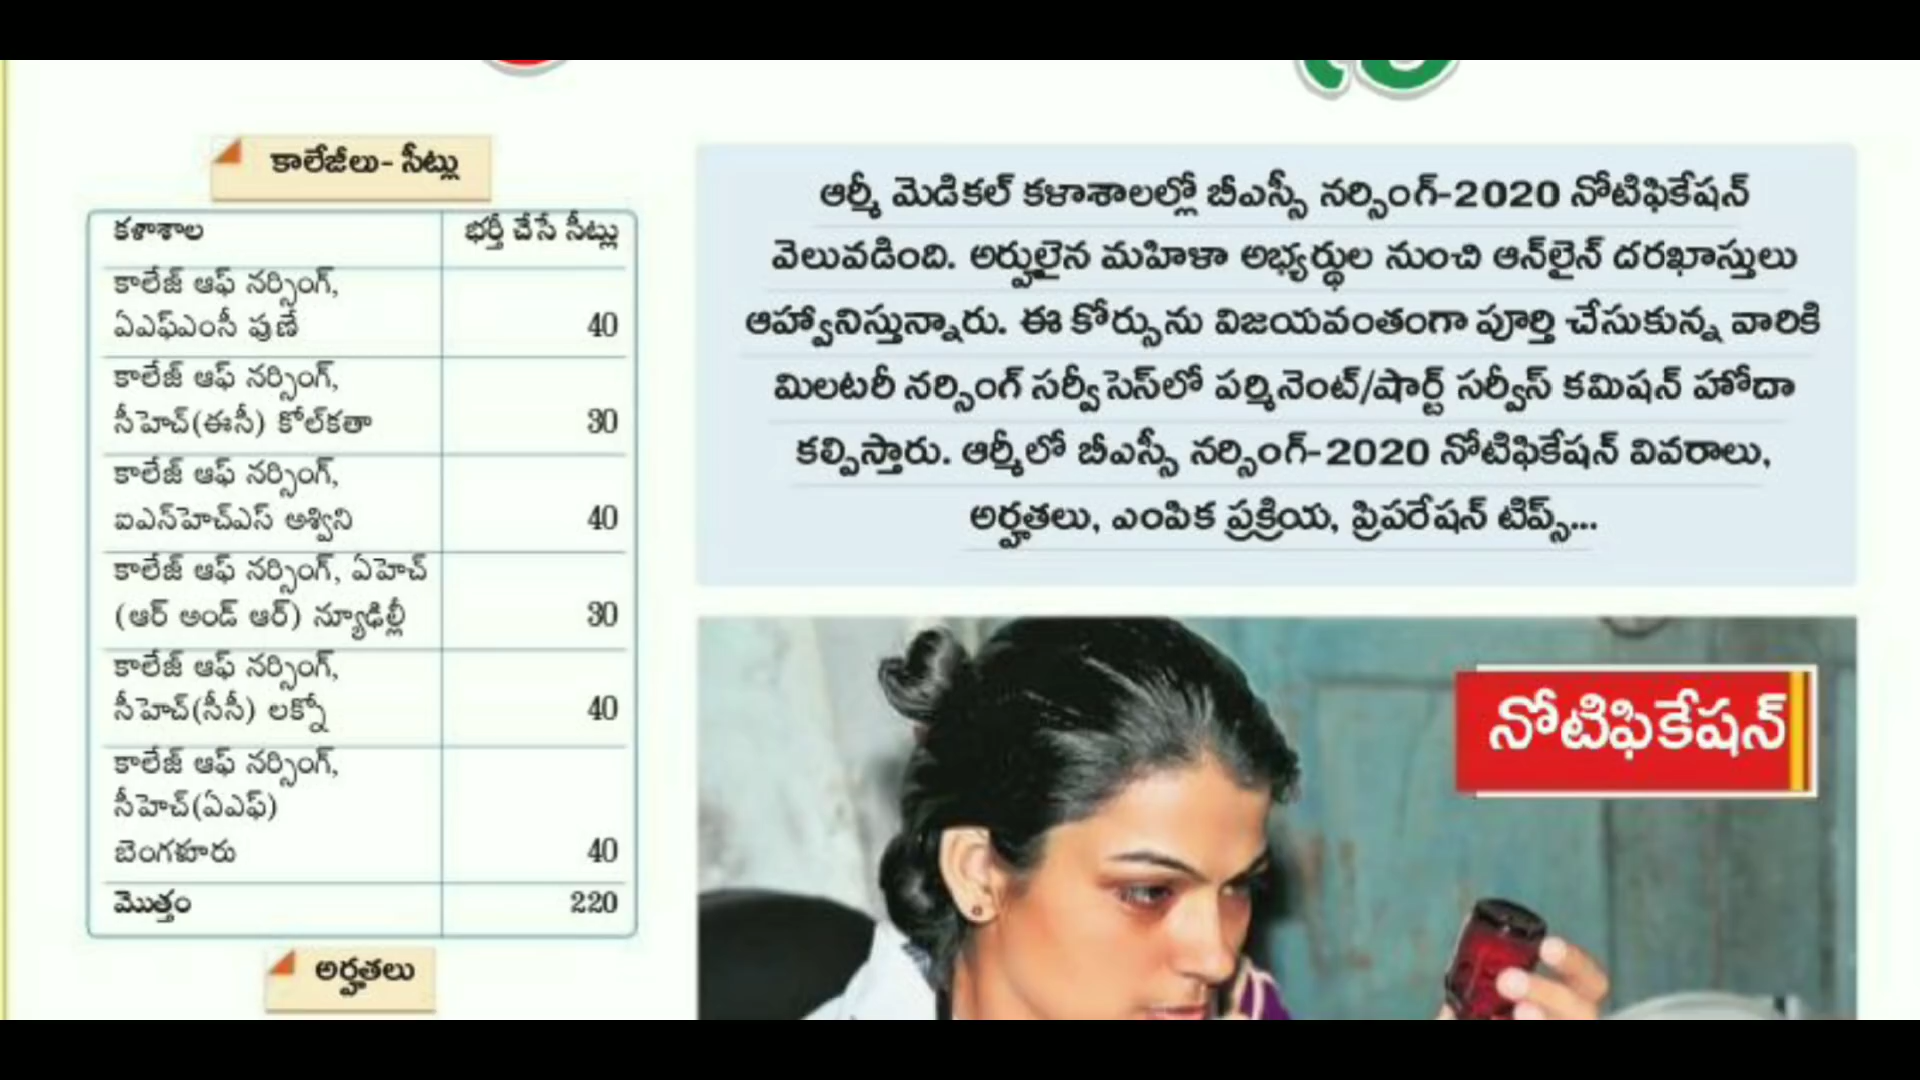 కాలేజీలు- సీట్లు
కళాశాల భర్తీ చేసే సీట్లు
కాలేజ్ ఆఫ్ నర్సింగ్,
ఏఎఫ్ఎంసీ పుణే 40
కాలేజ్ ఆఫ్ నర్సింగ్,
సీహెచ్(ఈసీ) కోల్‌కతా 30
కాలేజ్ ఆఫ్ నర్సింగ్,
ఐఎన్‌హెచ్ఎస్ అశ్విని 40
కాలేజ్ ఆఫ్ నర్సింగ్, ఏహెచ్
(ఆర్ అండ్ ఆర్) న్యూఢిల్లీ 30
కాలేజ్ ఆఫ్ నర్సింగ్,
సీహెచ్(సీసీ) లక్నో 40
కాలేజ్ ఆఫ్ నర్సింగ్,
సీహెచ్(ఏఎఫ్)
బెంగళూరు 40
మొత్తం 220
అర్హతలు
ఆర్మీ మెడికల్ కళాశాలల్లో బీఎస్సీ నర్సింగ్-2020 నోటిఫికేషన్
వెలువడింది. అర్హులైన మహిళా అభ్యర్థుల నుంచి ఆన్‌లైన్ దరఖాస్తులు
ఆహ్వానిస్తున్నారు. ఈ కోర్సును విజయవంతంగా పూర్తి చేసుకున్న వారికి
మిలటరీ నర్సింగ్ సర్వీసెస్‌లో పర్మినెంట్/షార్ట్ సర్వీస్ కమిషన్ హోదా
కల్పిస్తారు. ఆర్మీలో బీఎస్సీ నర్సింగ్-2020 నోటిఫికేషన్ వివరాలు,
అర్హతలు, ఎంపిక ప్రక్రియ, ప్రిపరేషన్ టిప్స్...
నోటిఫికేషన్